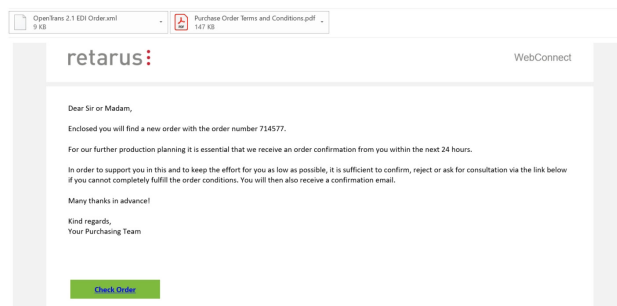 OpenTrans 2.1 EDI Order.xml
9 KB
Purchase Order Terms and Conditions.pdf
147 KB
retarus:
WebConnect
Dear Sir or Madam,
Enclosed you will find a new order with the order number 714577.
For our further production planning it is essential that we receive an order confirmation from you within the next 24 hours.
In order to support you in this and to keep the effort for you as low as possible, it is sufficient to confirm, reject or ask for consultation via the link below
if you cannot completely fulfill the order conditions. You will then also receive a confirmation email.
Many thanks in advance!
Kind regards,
Your Purchasing Team
Check Order